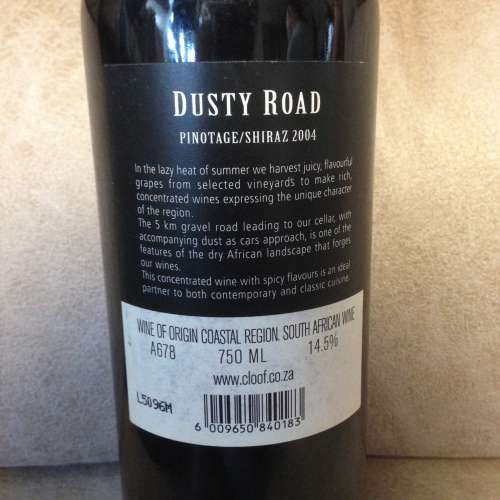 DUSTY ROAD
PINOTAGE/SHIRAZ 2004
In the lazy heat of summer we harvest juicy, flavourful
grapes from selected vineyards to make rich,
concentrated wines expressing the unique character
of the region.
The 5 km gravel road leading to our cellar, with
accompanying dust as cars approach, is one of the
features of the dry African landscape that forges
our wines.
This concentrated wine with spicy flavours is an ideal
partner to both contemporary and classic cuisine.
WINE OF ORIGIN COASTAL REGION. SOUTH AFRICAN WINE
A678 750 ML 14.5%
www.cloof.co.za
L5096M
6 009650 840183